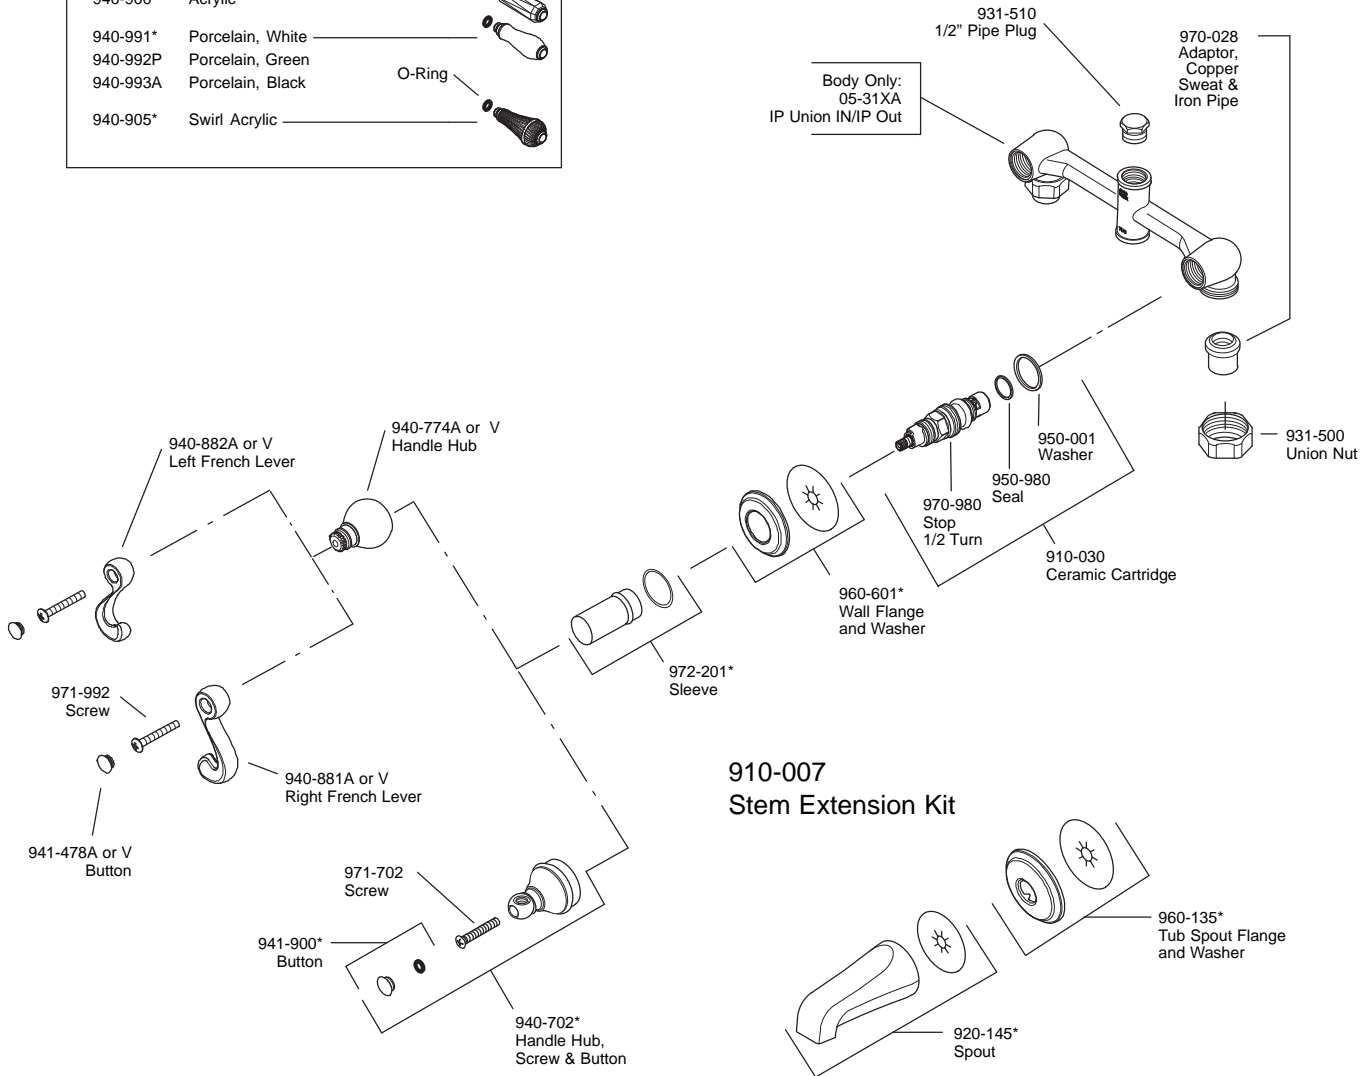 940-991* Porcelain, White
940-992P Porcelain, Green
940-993A Porcelain, Black
O-Ring
940-905* Swirl Acrylic
931-510
1/2” Pipe Plug
970-028
Adaptor,
Copper
Sweat &
Iron Pipe
Body Only:
05-31XA
IP Union IN/IP Out
931-500
Union Nut
950-001
Washer
950-980
Seal
970-980
Stop
1/2 Turn
910-030
Ceramic Cartridge
940-774A or V
Handle Hub
940-882A or V
Left French Lever
960-601*
Wall Flange
and Washer
972-201*
Sleeve
971-992
Screw
940-881A or V
Right French Lever
941-478A or V
Button
910-007
Stem Extension Kit
971-702
Screw
941-900*
Button
940-702*
Handle Hub,
Screw & Button
960-135*
Tub Spout Flange
and Washer
920-145*
Spout